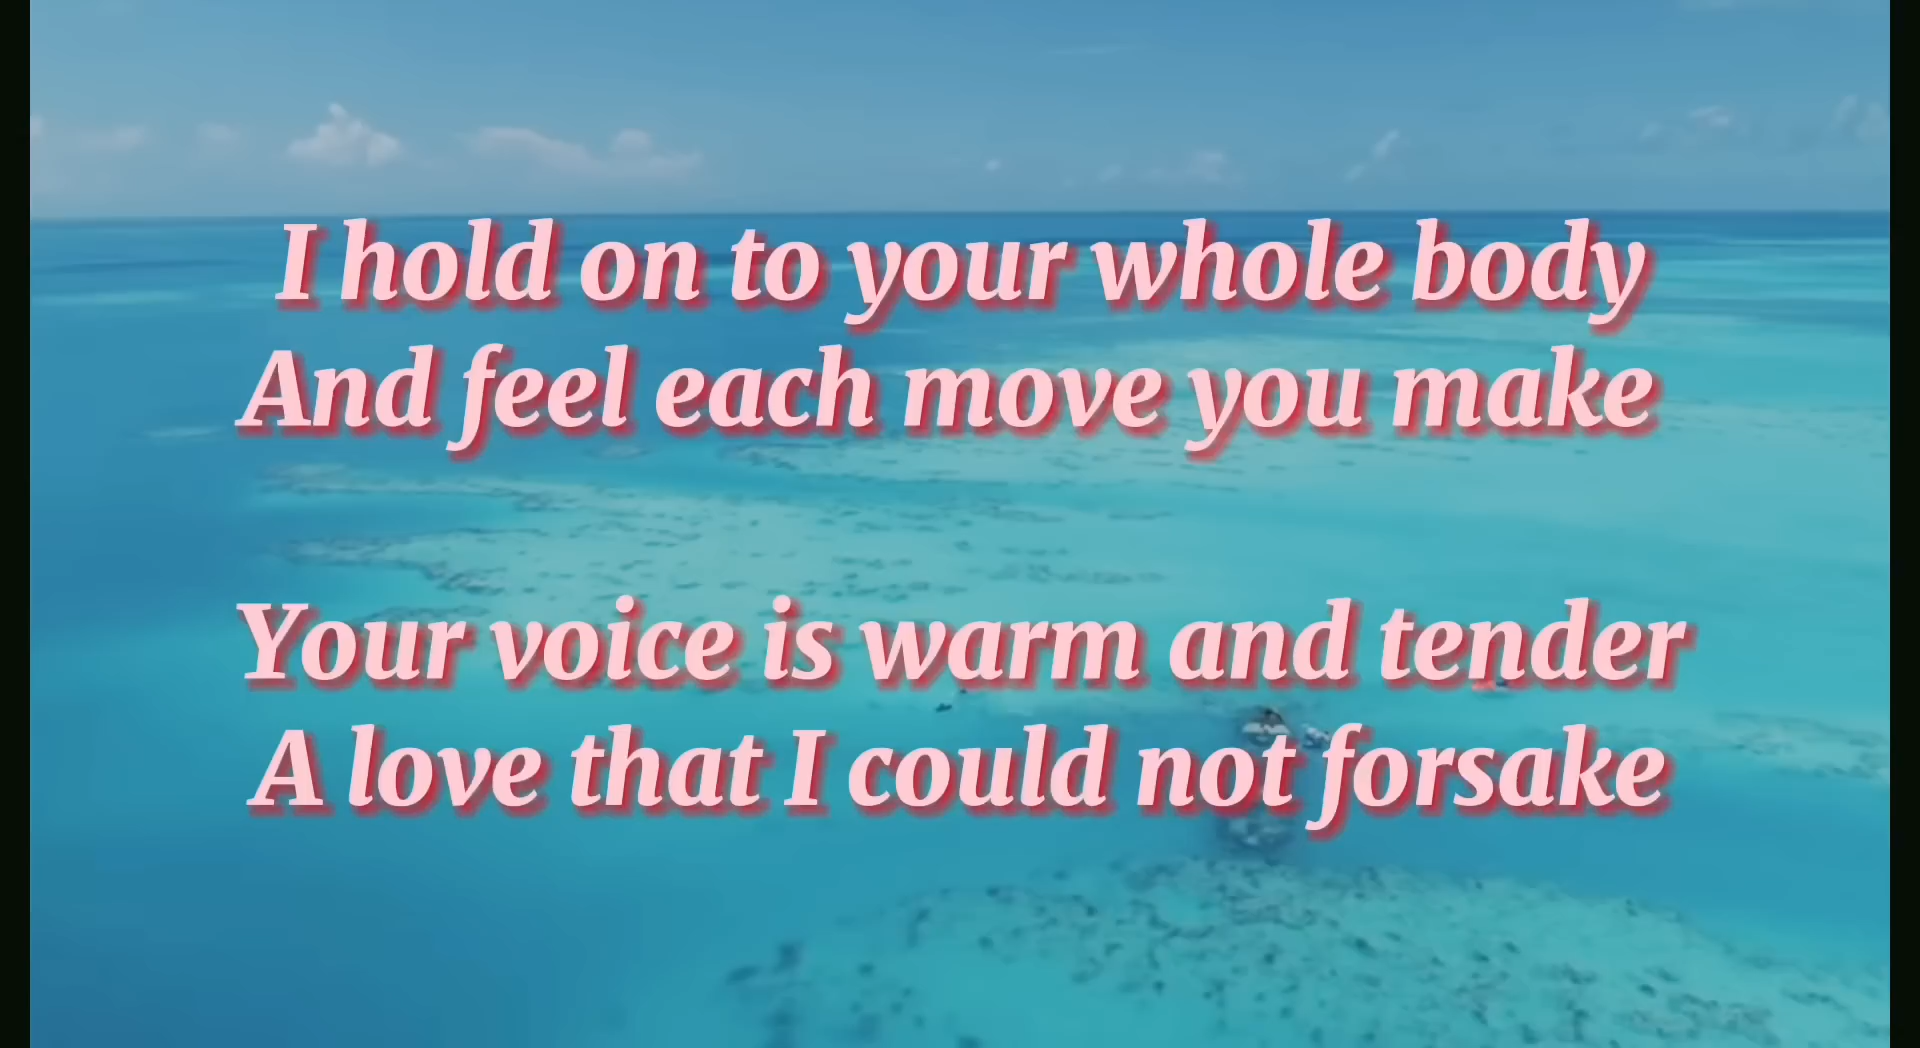 I hold on to your whole body
And feel each move you make
Your voice is warm and tender
A love that I could not forsake